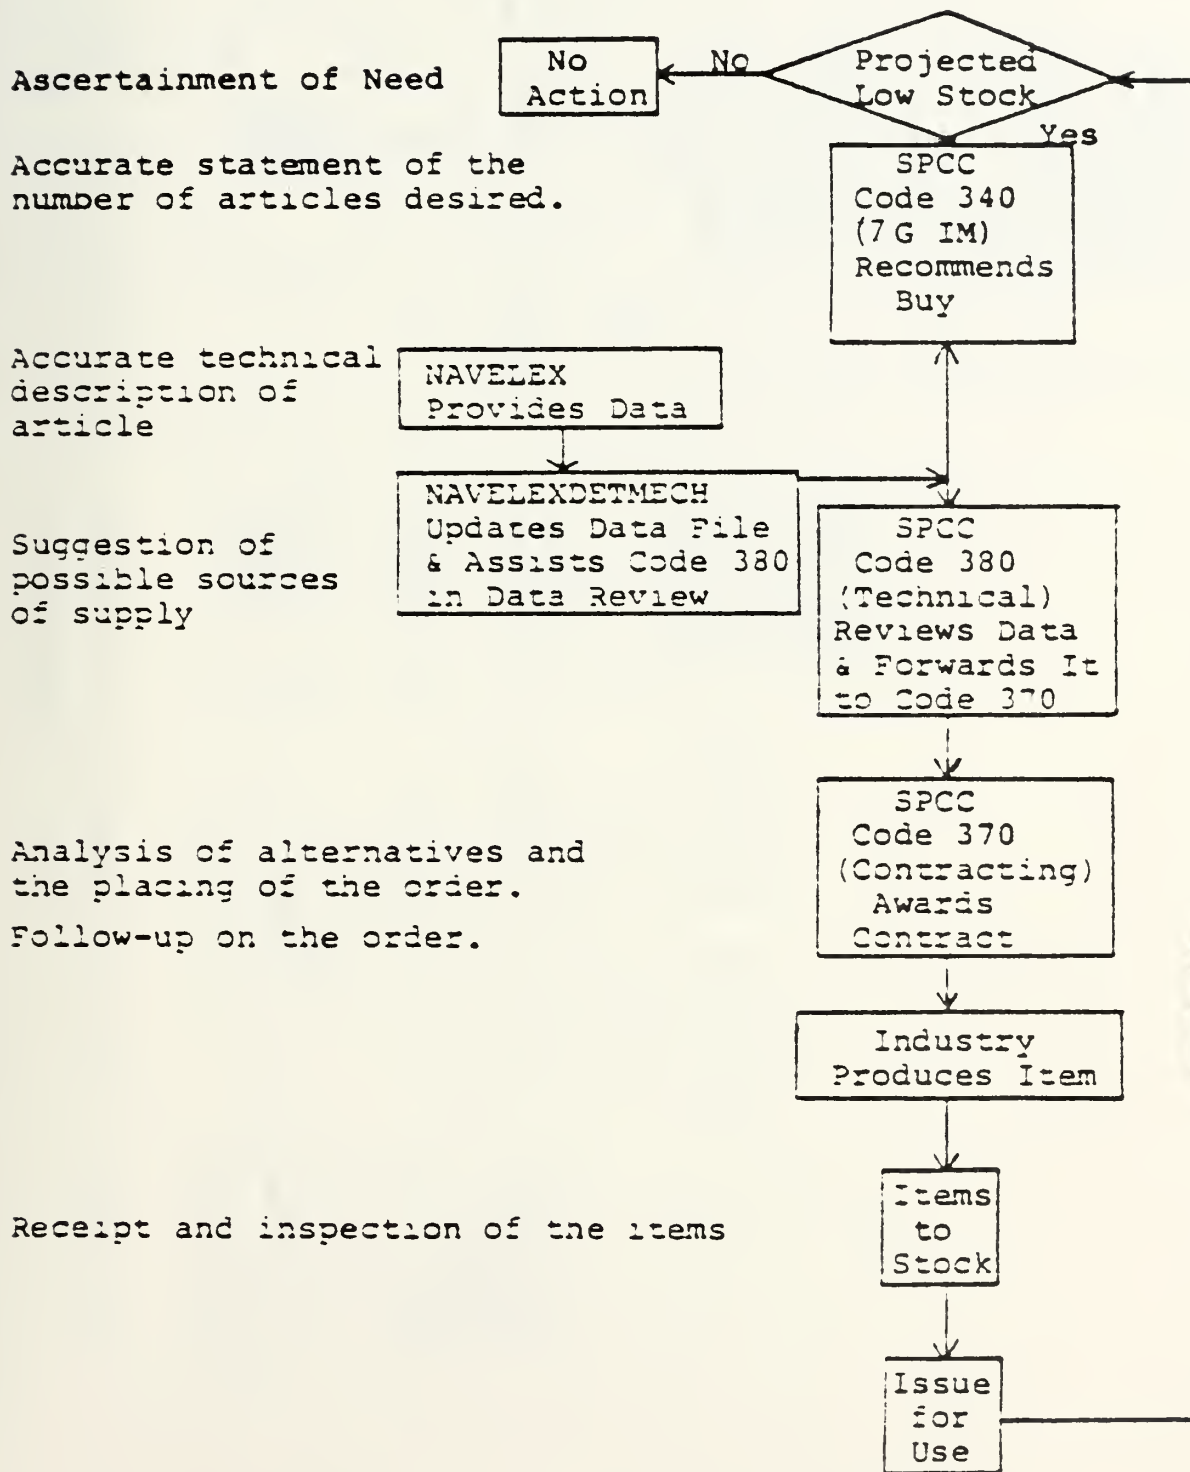 No
Action
No
Projected
Low Stock
Ascertainment of Need
Yes
Accurate statement of the
number of articles desired.
SPCC
Code 340
(7G IM)
Recommends
Buy
Accurate technical
description of
article
NAVELEX
Provides Data
NAVELEXDETMECH
Updates Data File
& Assists Code 380
in Data Review
Suggestion of
possible sources
of supply
SPCC
Code 380
(Technical)
Reviews Data
& Forwards It
to Code 370
SPCC
Code 370
(Contracting)
Awards
Contract
Analysis of alternatives and
the placing of the order.
Follow-up on the order.
Industry
Produces Item
Items
to
Stock
Receipt and inspection of the items
Issue
for
Use